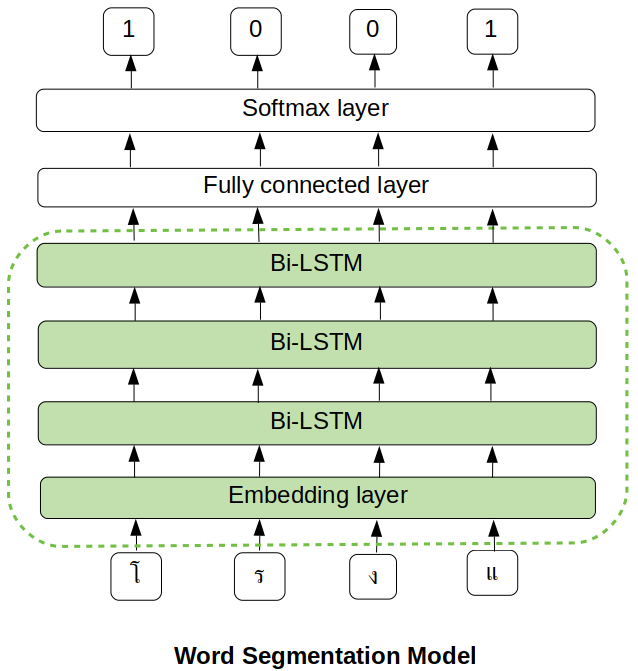 1 0 0 1
Softmax layer
Fully connected layer
Bi-LSTM
Bi-LSTM
Bi-LSTM
Embedding layer
โ ร ง แ
Word Segmentation Model